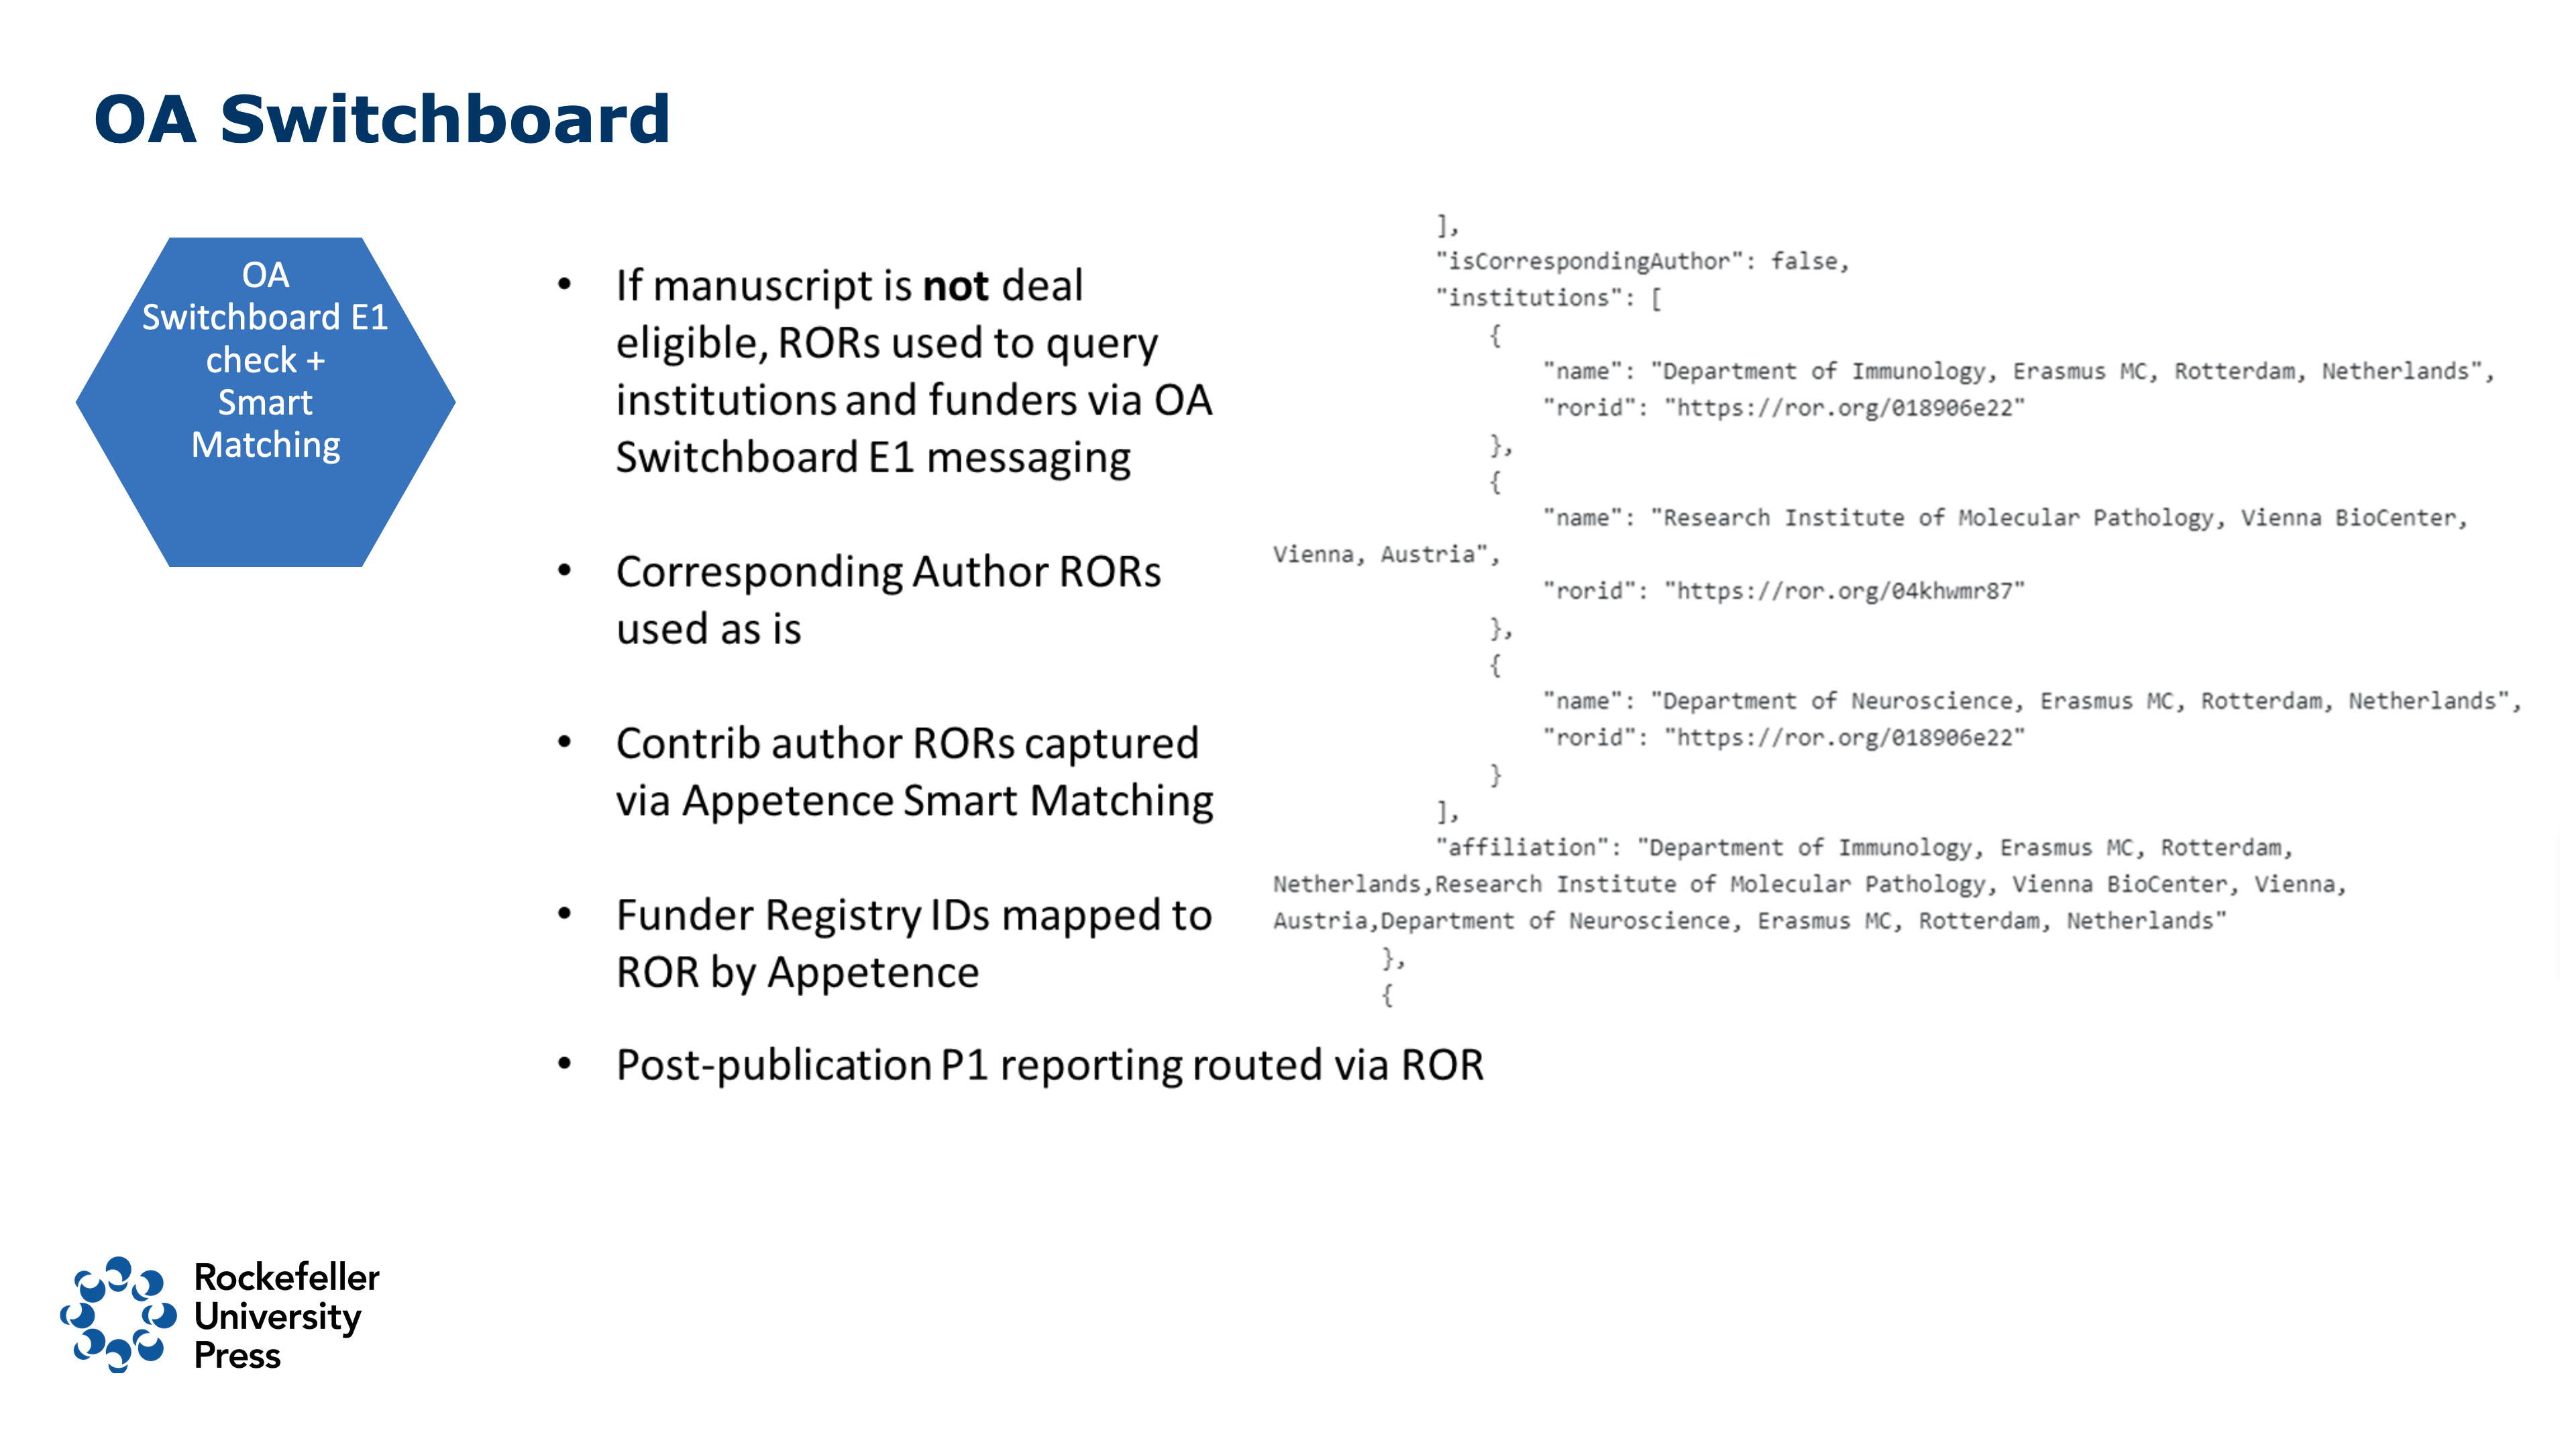 OA Switchboard
OA
Switchboard E1
check +
Smart
Matching
• If manuscript is not deal
eligible, RORs used to query
institutions and funders via OA
Switchboard E1 messaging
• Corresponding Author RORs
used as is
• Contrib author RORs captured
via Appetence Smart Matching
• Funder Registry IDs mapped to
ROR by Appetence
• Post-publication P1 reporting routed via ROR
],
"isCorrespondingAuthor": false,
"institutions": [
{
"name": "Department of Immunology, Erasmus MC, Rotterdam, Netherlands",
"rorid": "https://ror.org/018906e22"
},
{
"name": "Research Institute of Molecular Pathology, Vienna BioCenter,
Vienna, Austria",
"rorid": "https://ror.org/04khwmr87"
},
{
"name": "Department of Neuroscience, Erasmus MC, Rotterdam, Netherlands",
"rorid": "https://ror.org/018906e22"
}
],
"affiliation": "Department of Immunology, Erasmus MC, Rotterdam,
Netherlands,Research Institute of Molecular Pathology, Vienna BioCenter, Vienna,
Austria,Department of Neuroscience, Erasmus MC, Rotterdam, Netherlands"
},
{
Rockefeller
University
Press